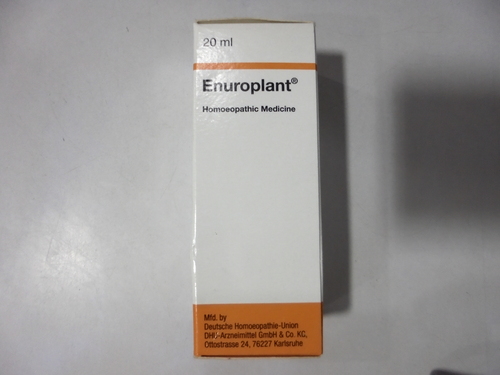 20 ml
Enuroplant®
Homoeopathic Medicine
Mfd. by
Deutsche Homoeopathie-Union
DHU-Arzneimittel GmbH & Co. KG,
Ottostrasse 24, 76227 Karlsruhe